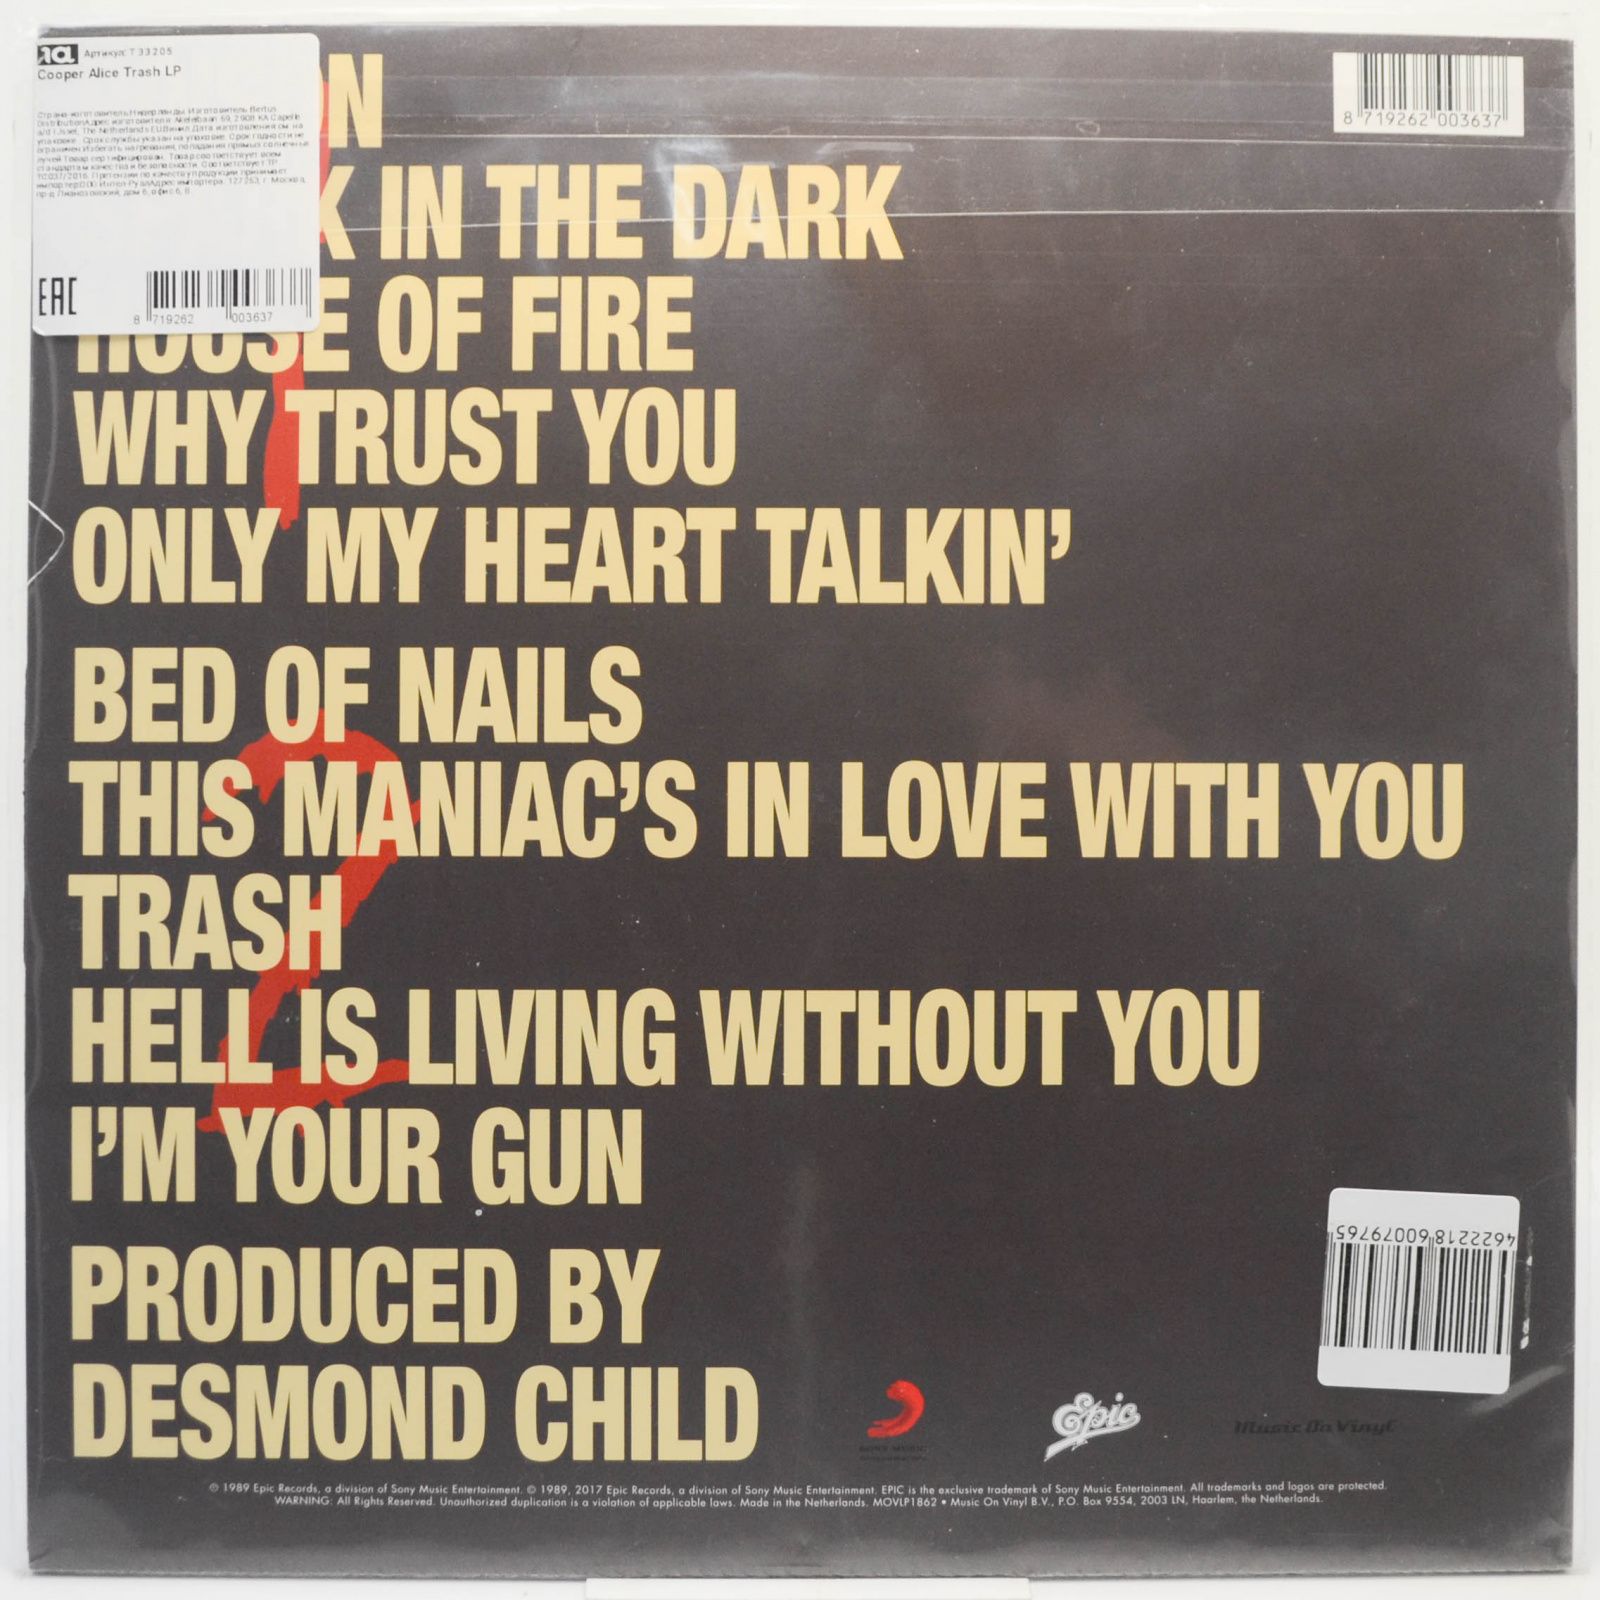 Артикул: T 33205
Cooper Alice Trash LP
EAC
8 719262 003637
8 719262 003637
IN THE DARK
HOUSE OF FIRE
WHY TRUST YOU
ONLY MY HEART TALKIN'
BED OF NAILS
THIS MANIAC'S IN LOVE WITH YOU
TRASH
HELL IS LIVING WITHOUT YOU
I'M YOUR GUN
PRODUCED BY
DESMOND CHILD
4622218 60079765
SONY MUSIC
Epic
Music On Vinyl
℗ 1989 Epic Records, a division of Sony Music Entertainment. © 1989, 2017 Epic Records, a division of Sony Music Entertainment. EPIC is the exclusive trademark of Sony Music Entertainment. All trademarks and logos are protected.
WARNING: All Rights Reserved. Unauthorized duplication is a violation of applicable laws. Made in the Netherlands. MOVLP1862 • Music On Vinyl B.V., P.O. Box 9554, 2003 LN, Haarlem, the Netherlands.